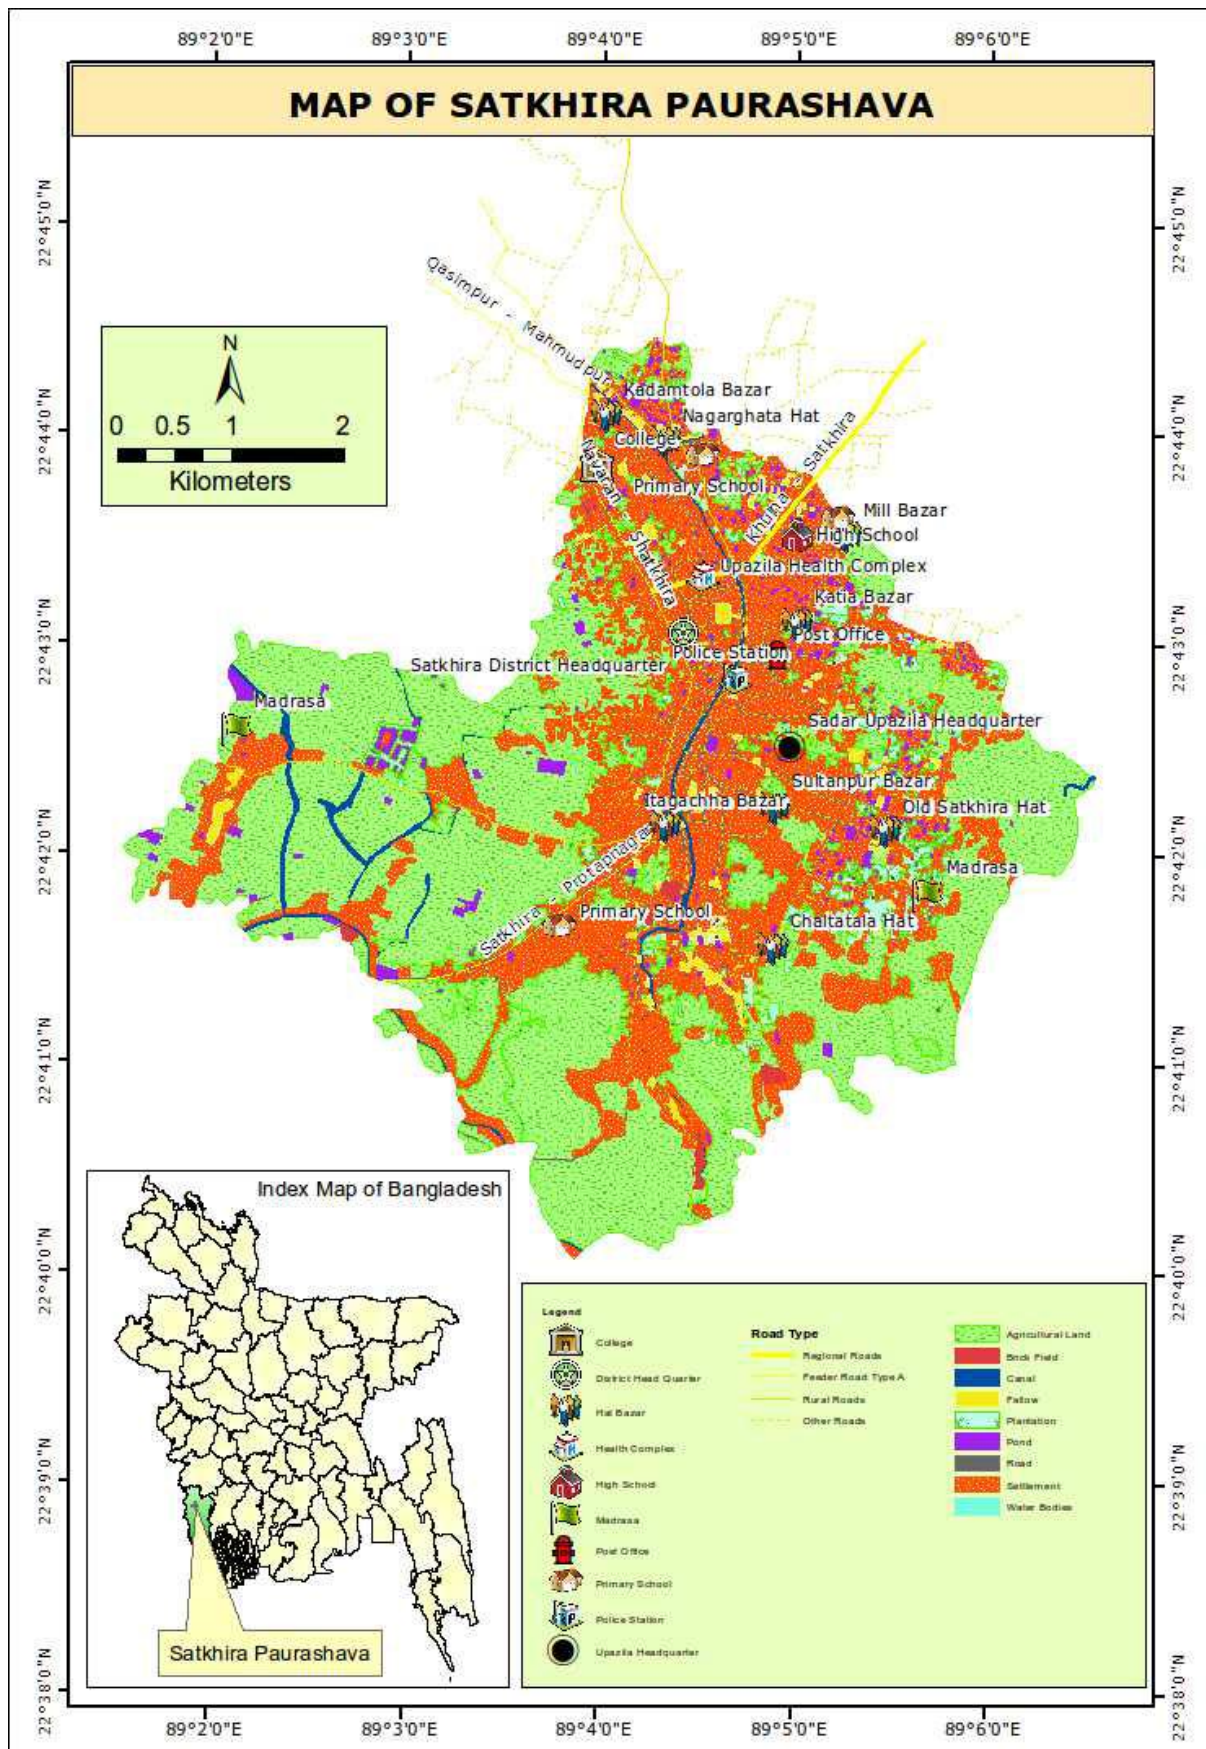 89°2'0"E
89°3'0"E
89°4'0"E
89°5'0"E
89°6'0"E
MAP OF SATKHIRA PAURASHAVA
22°45'0"N
22°45'0"N
Qasimpur - Mahmudpur
N
0 0.5 1 2
Kilometers
Kadamtola Bazar
22°44'0"N
22°44'0"N
Nagarghata Hat
College
Navaran - Shatkhira
Khulna - Satkhira
Primary School
Mill Bazar
High School
Upazila Health Complex
Katia Bazar
22°43'0"N
22°43'0"N
Post Office
Police Station
Satkhira District Headquarter
Madrasa
Sadar Upazila Headquarter
Sultanpur Bazar
Itagachha Bazar
Old Satkhira Hat
22°42'0"N
22°42'0"N
Satkhira - Protapnagar
Madrasa
Primary School
Chaltatala Hat
22°41'0"N
22°41'0"N
Index Map of Bangladesh
22°40'0"N
22°40'0"N
Satkhira Paurashava
Legend
College
District Head Quarter
Hat Bazar
Health Complex
High School
Madrasa
Post Office
Primary School
Police Station
Upazila Headquarter
Road Type
Regional Roads
Feeder Road Type A
Rural Roads
Other Roads
Agricultural Land
Brick Field
Canal
Fallow
Plantation
Pond
Road
Settlement
Water Bodies
22°39'0"N
22°39'0"N
22°38'0"N
22°38'0"N
89°2'0"E
89°3'0"E
89°4'0"E
89°5'0"E
89°6'0"E